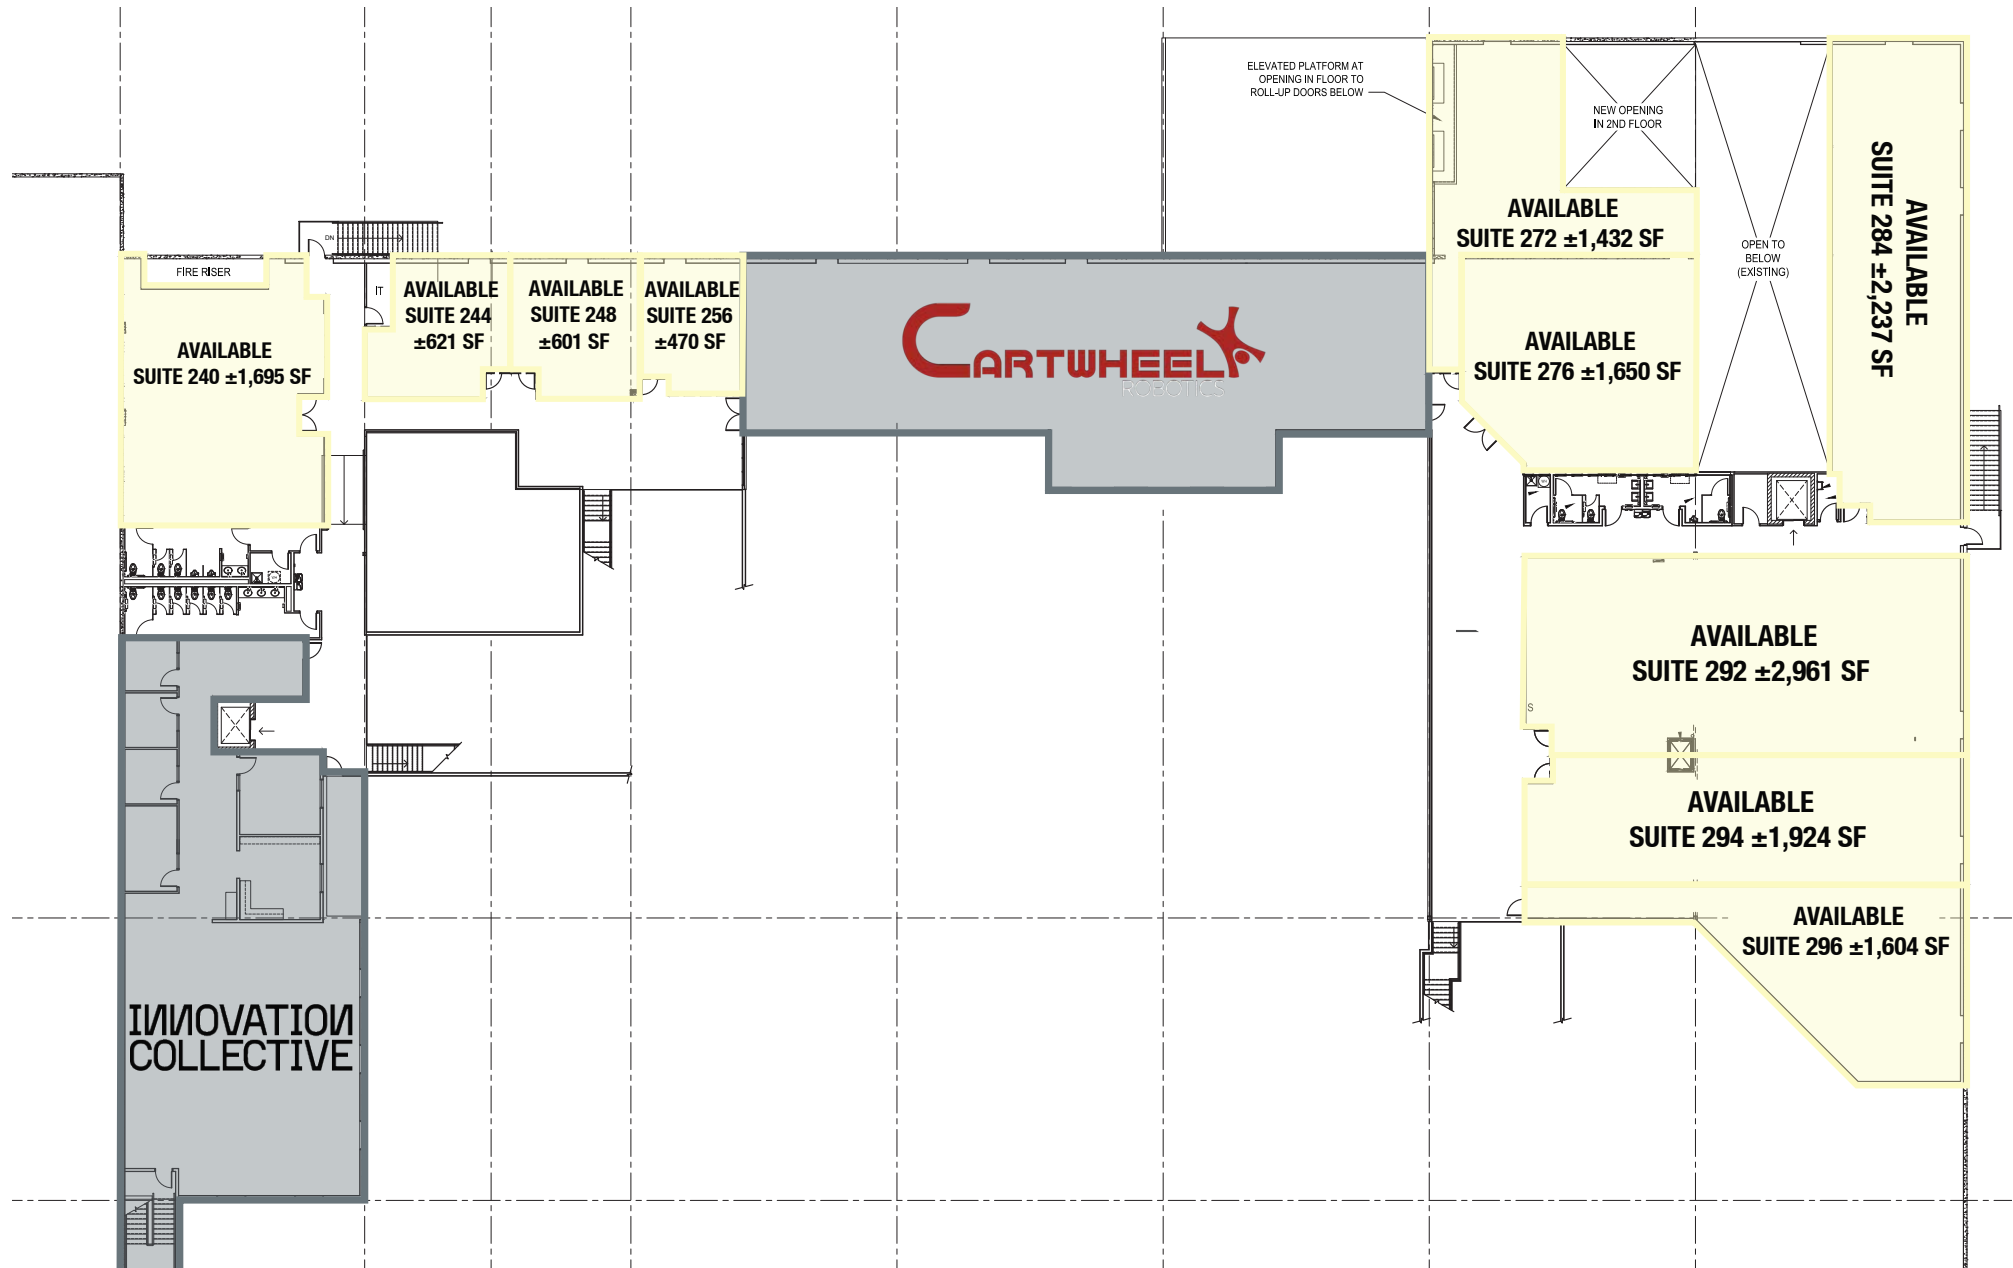 ELEVATED PLATFORM AT
OPENING IN FLOOR TO
ROLL-UP DOORS BELOW
NEW OPENING
IN 2ND FLOOR
AVAILABLE
SUITE 272 ±1,432 SF
OPEN TO
BELOW
(EXISTING)
AVAILABLE
SUITE 284 ±2,237 SF
DN
FIRE RISER
IT
AVAILABLE
SUITE 240 ±1,695 SF
AVAILABLE
SUITE 244
±621 SF
AVAILABLE
SUITE 248
±601 SF
AVAILABLE
SUITE 256
±470 SF
CARTWHEEL
ROBOTICS
AVAILABLE
SUITE 276 ±1,650 SF
AVAILABLE
SUITE 292 ±2,961 SF
S
AVAILABLE
SUITE 294 ±1,924 SF
AVAILABLE
SUITE 296 ±1,604 SF
INNOVATION
COLLECTIVE